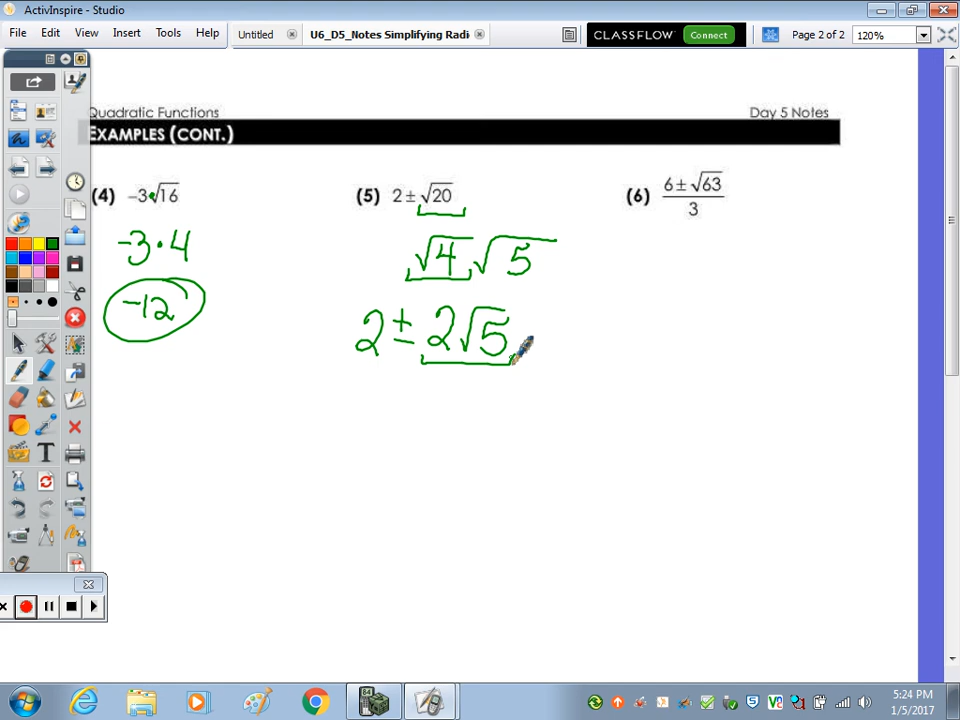 ActivInspire - Studio
File Edit View Insert Tools Help
Untitled
U6_D5_Notes Simplifying Radi
CLASSFLOW Connect
Page 2 of 2
120%
Quadratic Functions
Day 5 Notes
EXAMPLES (CONT.)
(4) −3•√16
(5) 2 ± √20
(6) (6 ± √63)/3
-3 • 4
√4 √5
-12
2 ± 2√5
5:24 PM
1/5/2017